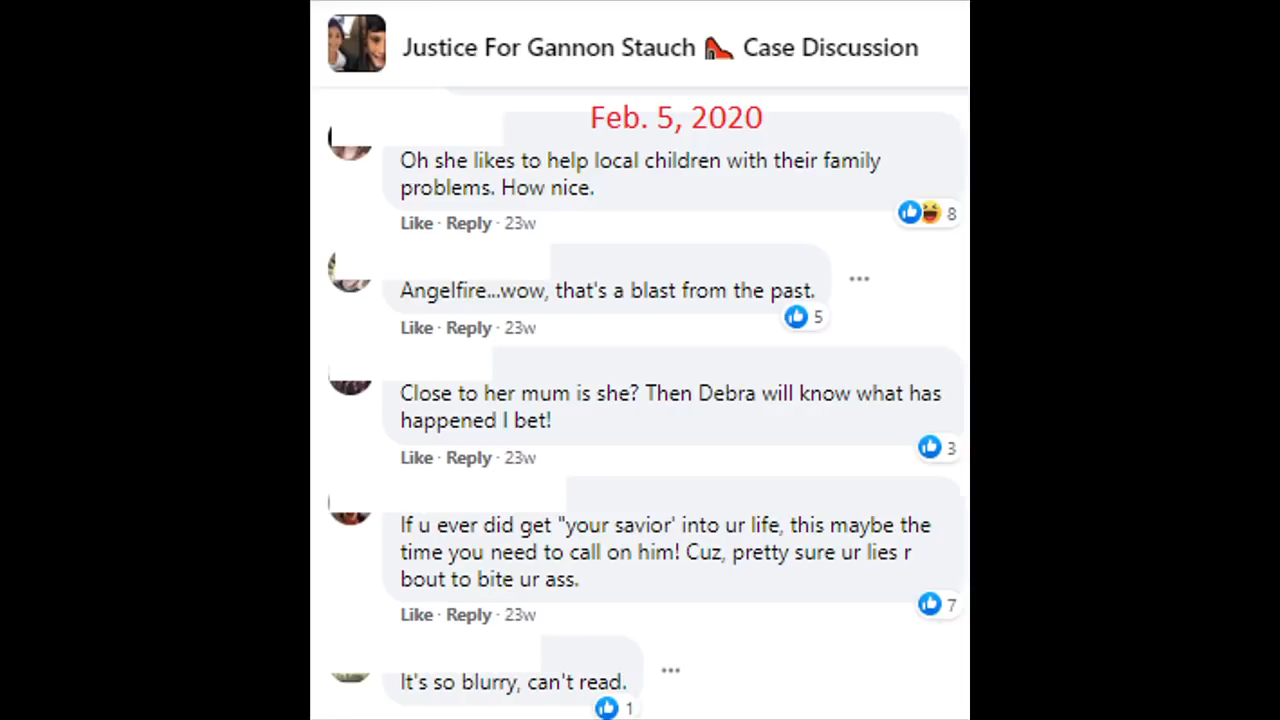 Justice For Gannon Stauch 👠 Case Discussion
Feb. 5, 2020
Oh she likes to help local children with their family
problems. How nice.
8
Like · Reply · 23w
Angelfire...wow, that's a blast from the past.
5
Like · Reply · 23w
Close to her mum is she? Then Debra will know what has
happened I bet!
3
Like · Reply · 23w
If u ever did get "your savior' into ur life, this maybe the
time you need to call on him! Cuz, pretty sure ur lies r
bout to bite ur ass.
7
Like · Reply · 23w
It's so blurry, can't read.
1